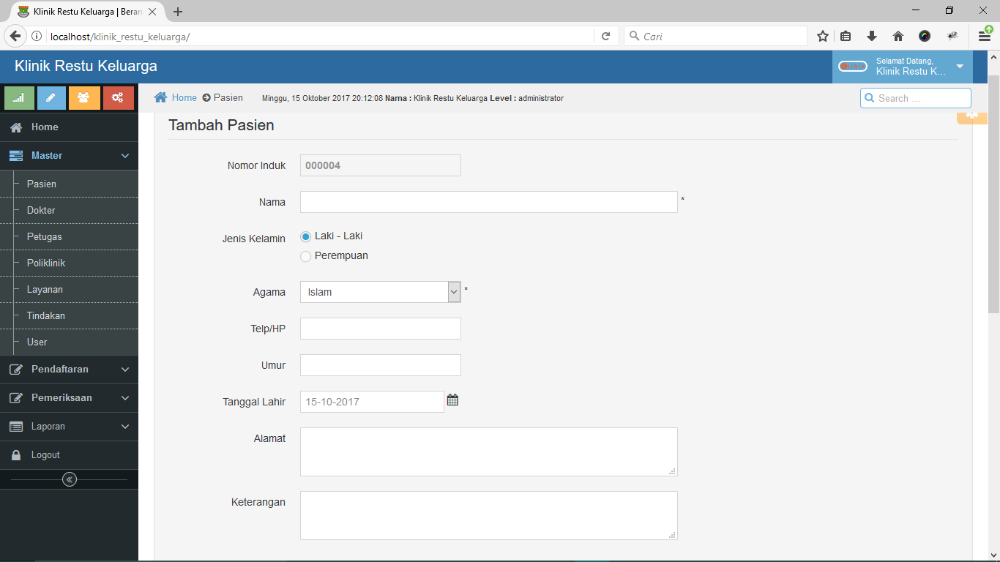 Klinik Restu Keluarga | Beran
localhost/klinik_restu_keluarga/
Cari
Klinik Restu Keluarga
Selamat Datang,
Klinik Restu K...
Home Pasien Minggu, 15 Oktober 2017 20:12:08 Nama : Klinik Restu Keluarga Level : administrator
Search ...
Home
Master
Pasien
Dokter
Petugas
Poliklinik
Layanan
Tindakan
User
Pendaftaran
Pemeriksaan
Laporan
Logout
Tambah Pasien
Nomor Induk 000004
Nama *
Jenis Kelamin Laki - Laki
Perempuan
Agama Islam *
Telp/HP
Umur
Tanggal Lahir 15-10-2017
Alamat
Keterangan